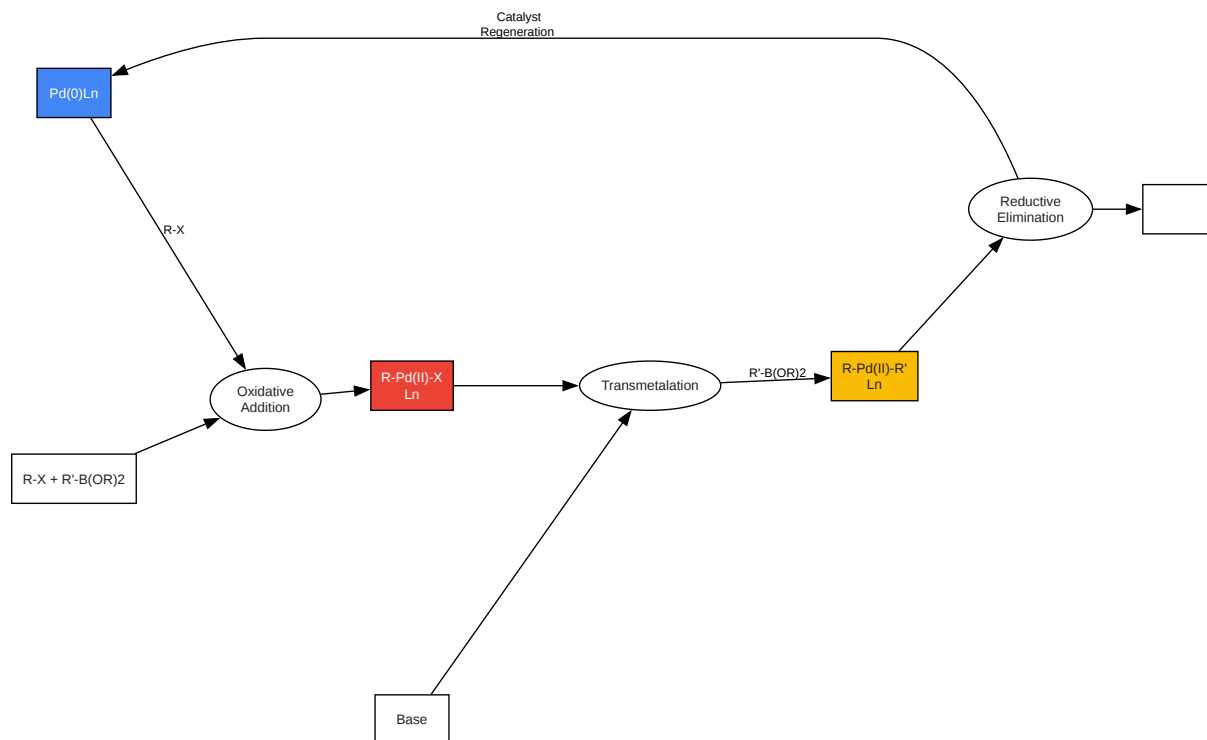 Catalyst
Regeneration
Pd(0)Ln
R-X
Reductive
Elimination
Oxidative
Addition
R-Pd(II)-X
Ln
Transmetalation
R'-B(OR)2
R-Pd(II)-R'
Ln
R-X + R'-B(OR)2
Base